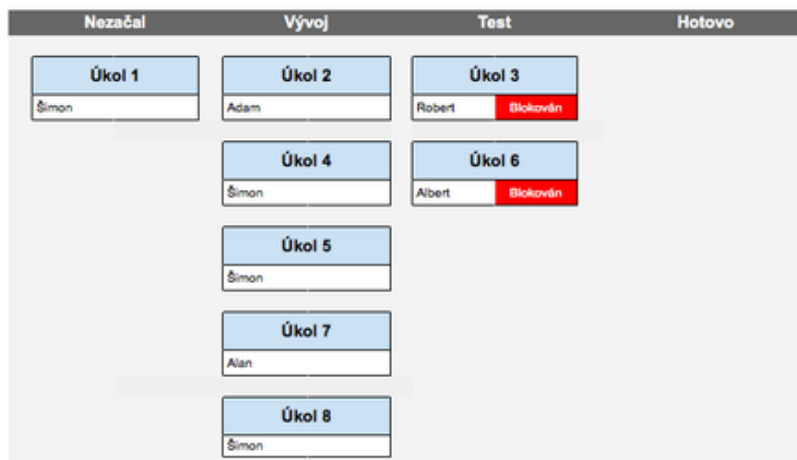 Nezačal Vývoj Test Hotovo
Úkol 1 Úkol 2 Úkol 3
Šimon Adam Robert Blokován
Úkol 4 Úkol 6
Šimon Albert Blokován
Úkol 5
Šimon
Úkol 7
Alan
Úkol 8
Šimon